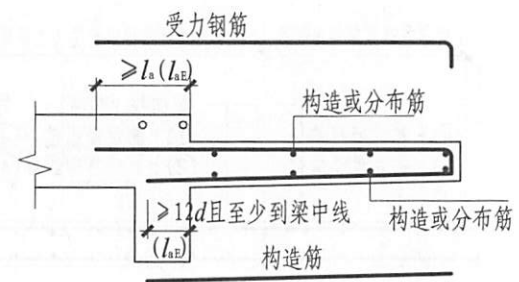 受力钢筋
≥la(laE)
构造或分布筋
≥12d且至少到梁中线
(laE)
构造或分布筋
构造筋